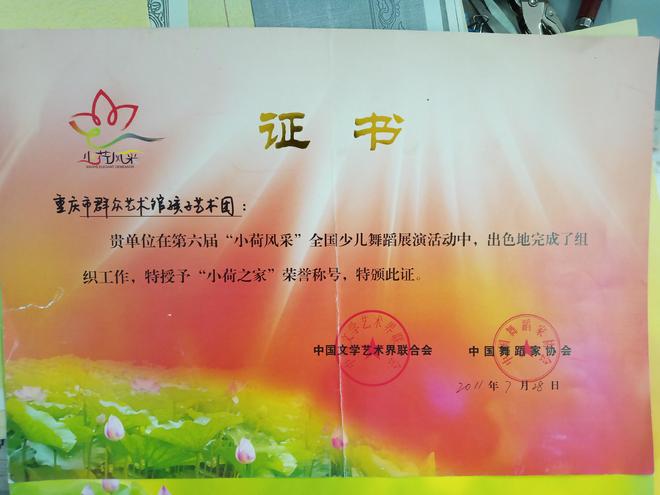 小荷风采
证书
重庆市群众艺术馆孩子艺术团：
贵单位在第六届“小荷风采”全国少儿舞蹈展演活动中，出色地完成了组
织工作，特授予“小荷之家”荣誉称号，特颁此证。
中国文学艺术界联合会 中国舞蹈家协会
2011年7月28日